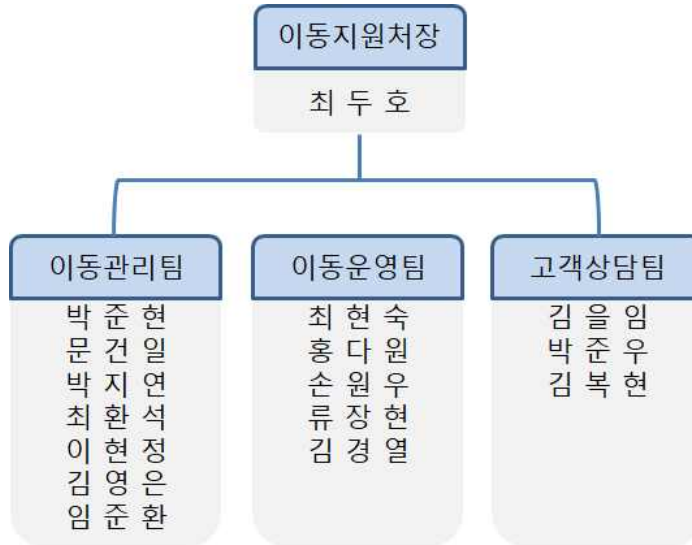 이동지원처장
최 두 호
이동관리팀
박 준 현
문 건 일
박 지 연
최 환 석
이 현 정
김 영 은
임 준 환
이동운영팀
최 현 숙
홍 다 원
손 원 우
류 장 현
김 경 열
고객상담팀
김 을 임
박 준 우
김 복 현